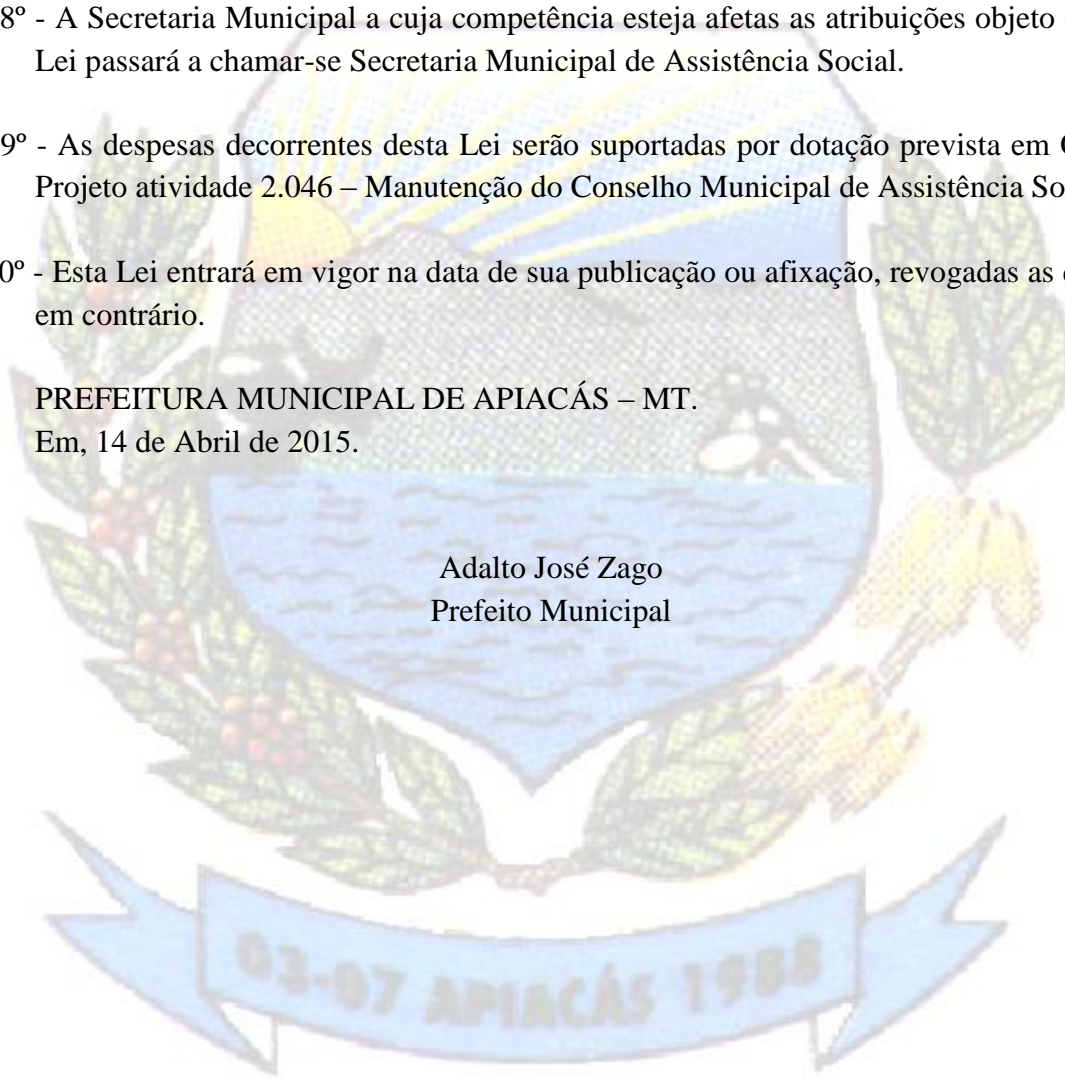 8º - A Secretaria Municipal a cuja competência esteja afetas as atribuições objeto
Lei passará a chamar-se Secretaria Municipal de Assistência Social.
9º - As despesas decorrentes desta Lei serão suportadas por dotação prevista em
Projeto atividade 2.046 – Manutenção do Conselho Municipal de Assistência So
0º - Esta Lei entrará em vigor na data de sua publicação ou afixação, revogadas as
em contrário.
PREFEITURA MUNICIPAL DE APIACÁS – MT.
Em, 14 de Abril de 2015.
Adalto José Zago
Prefeito Municipal
03-07 APIACÁS 1988